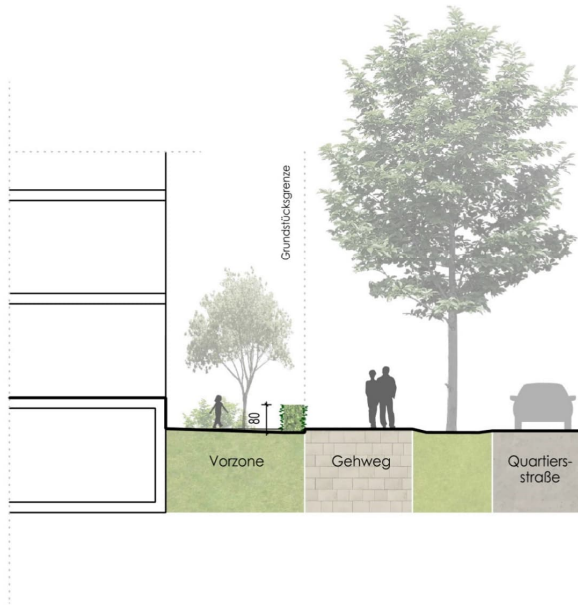 Grundstücksgrenze
80
Vorzone
Gehweg
Quartiers-
straße